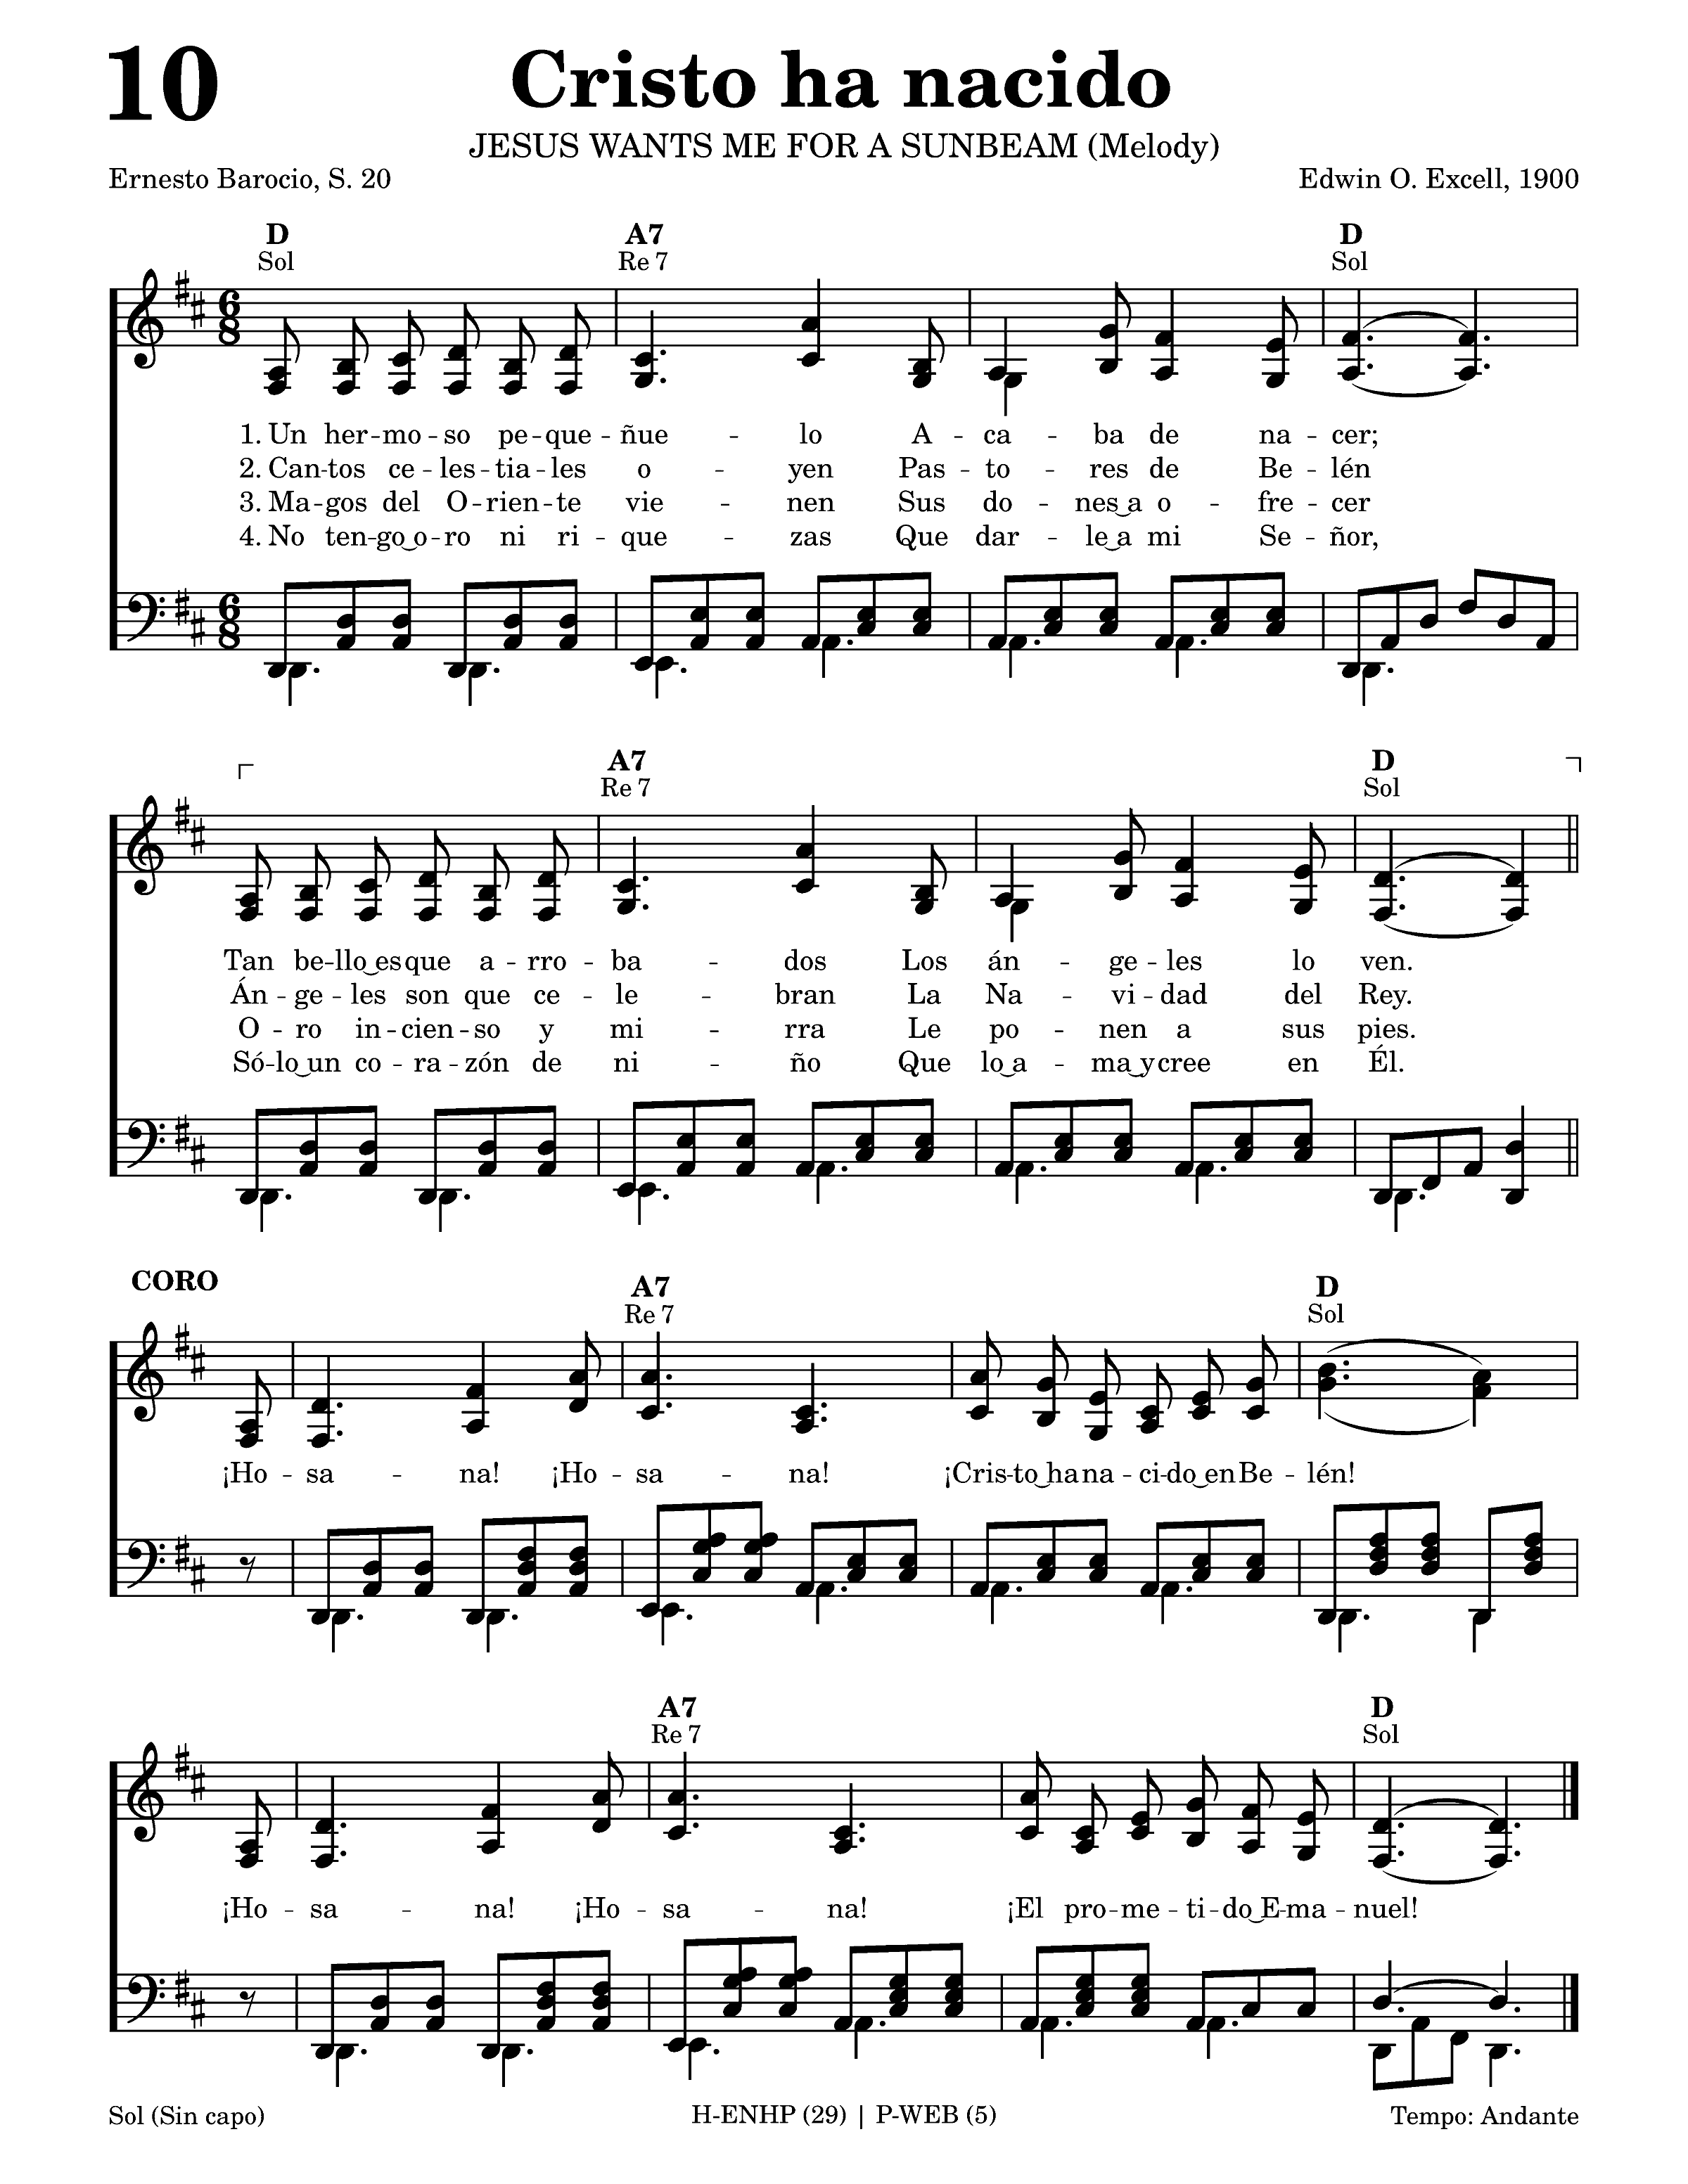 10 Cristo ha nacido
JESUS WANTS ME FOR A SUNBEAM (Melody)
Ernesto Barocio, S. 20 Edwin O. Excell, 1900
D A7 D
Sol Re 7 Sol
6 8
1. Un her – mo – so pe – que – ñue – lo A – ca – ba de na – cer;
2. Can – tos ce – les – tia – les o – yen Pas – to – res de Be – lén
3. Ma – gos del O – rien – te vie – nen Sus do – nes‿a o – fre – cer
4. No ten – go‿o – ro ni ri – que – zas Que dar – le‿a mi Se – ñor,
6 8
A7 D
Re 7 Sol
Tan be – llo‿es que a – rro – ba – dos Los án – ge – les lo ven.
Án – ge – les son que ce – le – bran La Na – vi – dad del Rey.
O – ro in – cien – so y mi – rra Le po – nen a sus pies.
Só – lo‿un co – ra – zón de ni – ño Que lo‿a – ma‿y cree en Él.
CORO A7 D
Re 7 Sol
¡Ho – sa – na! ¡Ho – sa – na! ¡Cris – to‿ha na – ci – do‿en Be – lén!
A7 D
Re 7 Sol
¡Ho – sa – na! ¡Ho – sa – na! ¡El pro – me – ti – do‿E – ma – nuel!
Sol (Sin capo) H-ENHP (29) | P-WEB (5) Tempo: Andante